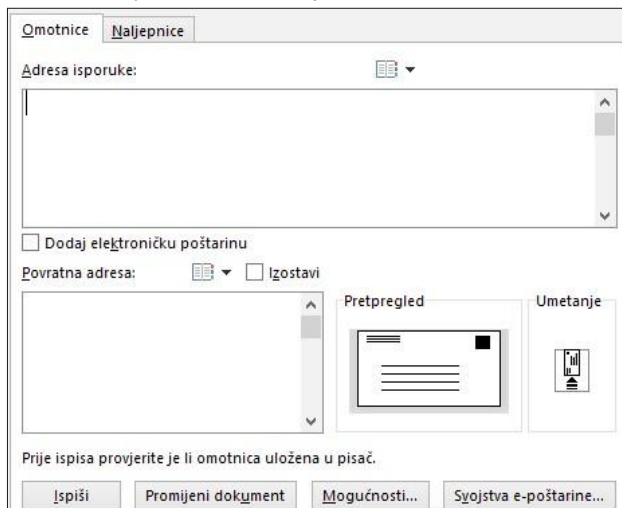 Omotnice Naljepnice
Adresa isporuke:
Dodaj elektroničku poštarinu
Povratna adresa: Izostavi
Pretpregled Umetanje
Prije ispisa provjerite je li omotnica uložena u pisač.
Ispiši Promijeni dokument Mogućnosti... Svojstva e-poštarine...